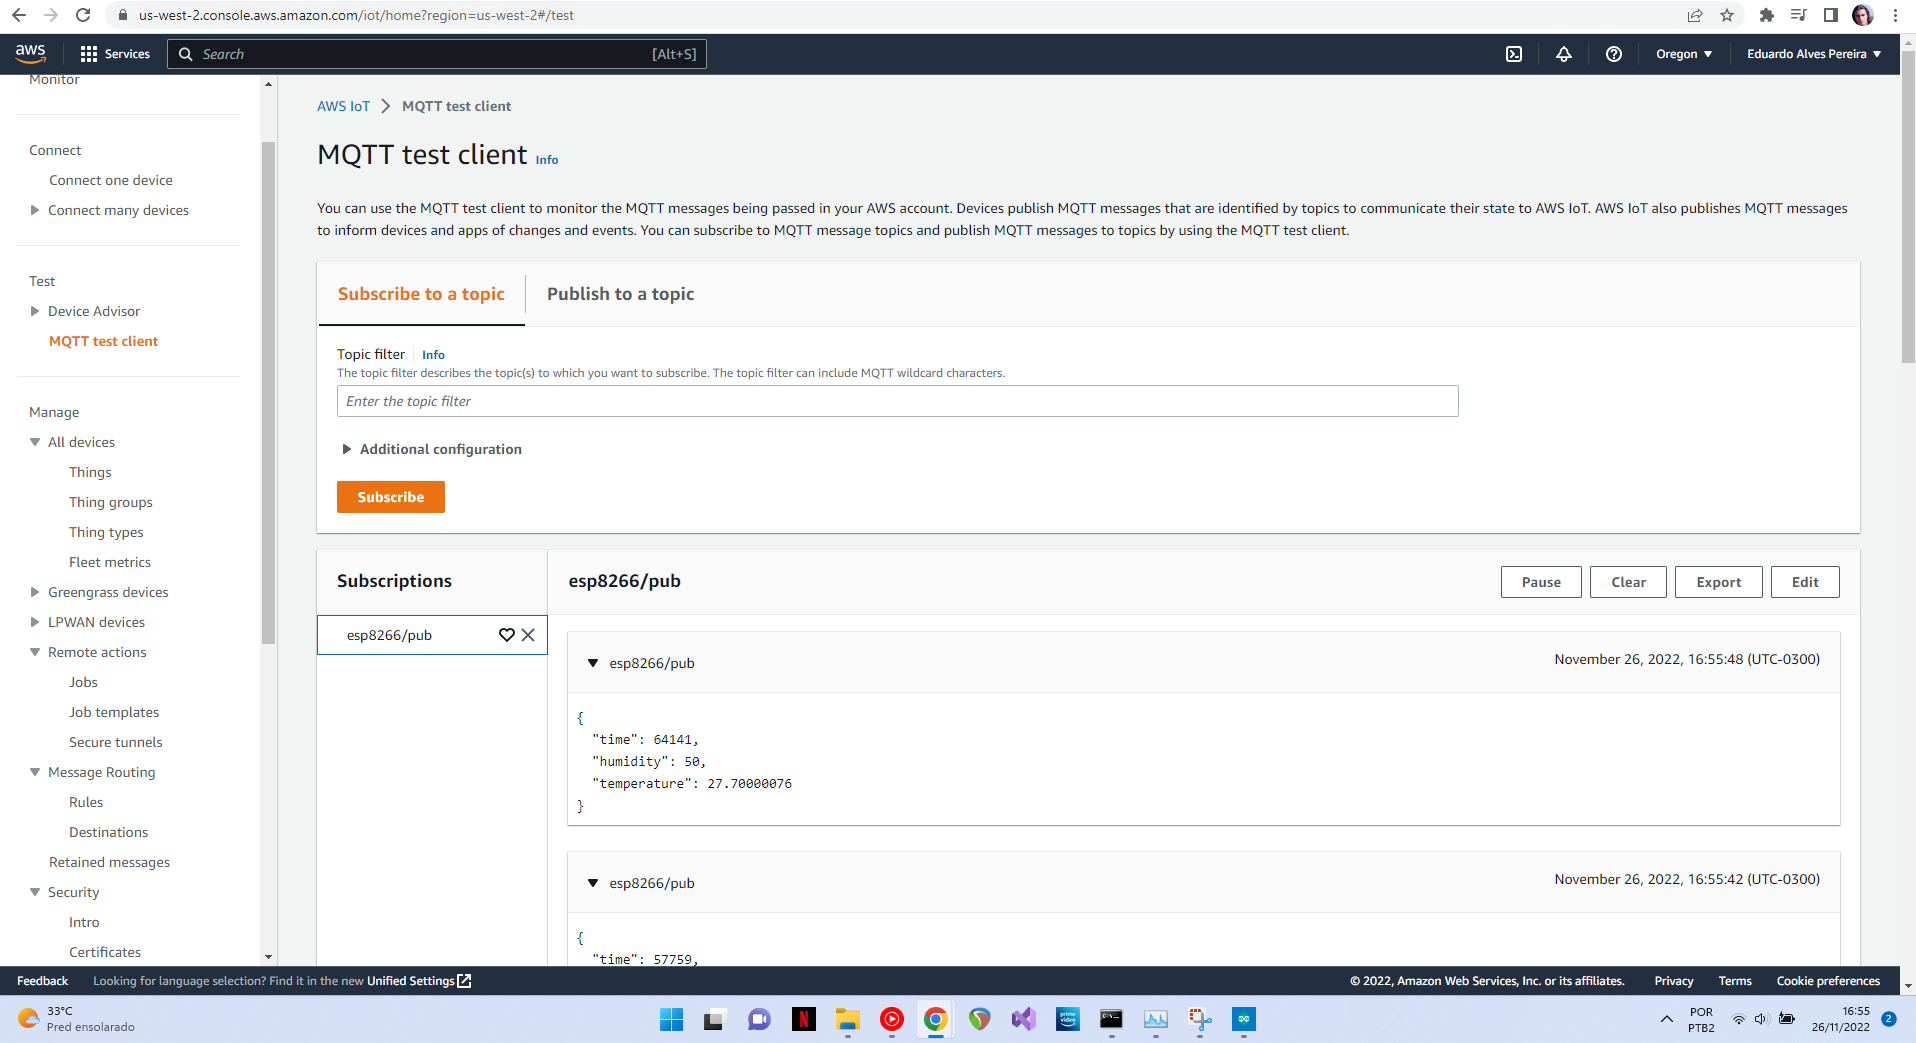 us-west-2.console.aws.amazon.com/iot/home?region=us-west-2#/test
aws
Services
Search
[Alt+S]
Oregon
Eduardo Alves Pereira
Monitor
Connect
Connect one device
Connect many devices
Test
Device Advisor
MQTT test client
Manage
All devices
Things
Thing groups
Thing types
Fleet metrics
Greengrass devices
LPWAN devices
Remote actions
Jobs
Job templates
Secure tunnels
Message Routing
Rules
Destinations
Retained messages
Security
Intro
Certificates
AWS IoT
MQTT test client
MQTT test client Info
You can use the MQTT test client to monitor the MQTT messages being passed in your AWS account. Devices publish MQTT messages that are identified by topics to communicate their state to AWS IoT. AWS IoT also publishes MQTT messages
to inform devices and apps of changes and events. You can subscribe to MQTT message topics and publish MQTT messages to topics by using the MQTT test client.
Subscribe to a topic
Publish to a topic
Topic filter Info
The topic filter describes the topic(s) to which you want to subscribe. The topic filter can include MQTT wildcard characters.
Enter the topic filter
Additional configuration
Subscribe
Subscriptions
esp8266/pub
esp8266/pub
Pause
Clear
Export
Edit
esp8266/pub
November 26, 2022, 16:55:48 (UTC-0300)
{
"time": 64141,
"humidity": 50,
"temperature": 27.70000076
}
esp8266/pub
November 26, 2022, 16:55:42 (UTC-0300)
{
"time": 57759,
Feedback
Looking for language selection? Find it in the new Unified Settings
© 2022, Amazon Web Services, Inc. or its affiliates.
Privacy
Terms
Cookie preferences
33°C
Pred ensolarado
N
prime video
POR
PTB2
16:55
26/11/2022
2